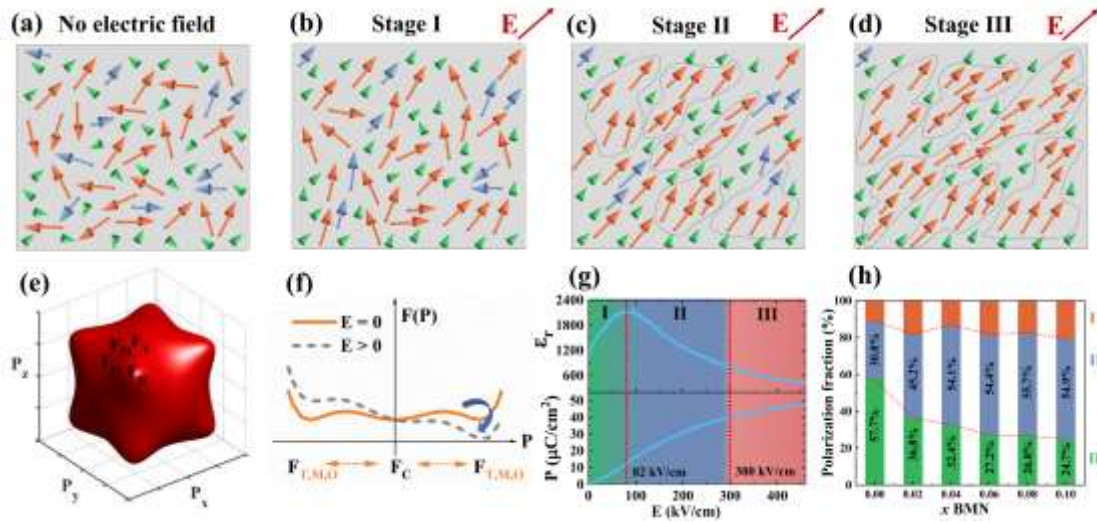 (a) No electric field
(b) Stage I E
(c) Stage II E
(d) Stage III E
(e)
P_z
P_y
P_x
(f)
F(P)
E = 0
E > 0
P
F_T,M,O
F_C
F_T,M,O
(g)
2400
1800
1200
600
ε_r
I
II
III
50
40
30
20
10
0
P (μC/cm²)
82 kV/cm
300 kV/cm
0
100
200
300
400
E (kV/cm)
(h)
100
80
60
40
20
0
Polarization fraction (%)
30.8%
45.2%
54.1%
54.4%
55.7%
54.9%
57.7%
36.8%
32.4%
27.2%
26.8%
24.7%
0.00 0.02 0.04 0.06 0.08 0.10
x BMN